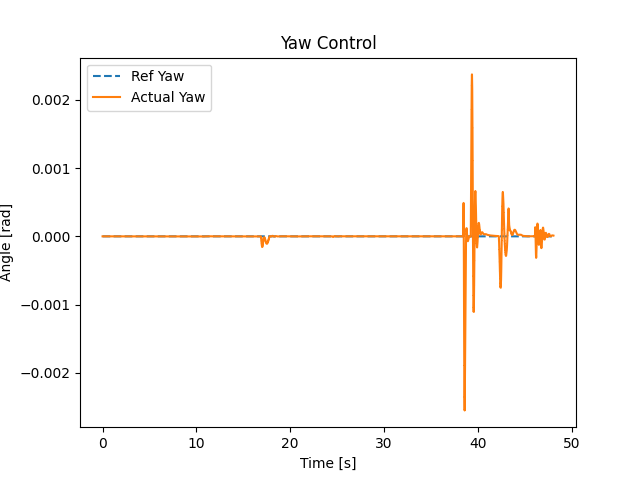 Yaw Control
Ref Yaw
Actual Yaw
0.002
0.001
0.000
−0.001
−0.002
Angle [rad]
0 10 20 30 40 50
Time [s]